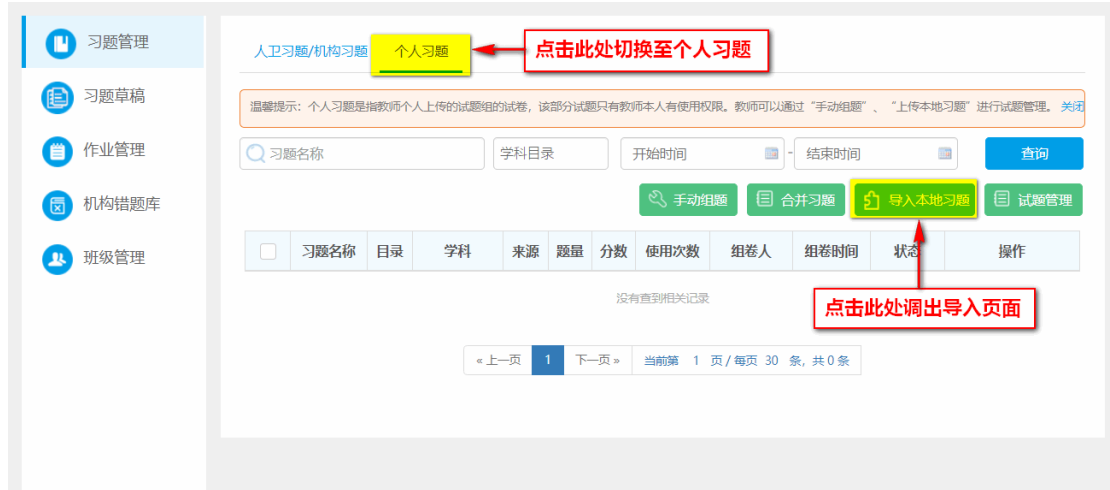 习题管理
习题草稿
作业管理
机构错题库
班级管理
人卫习题/机构习题 个人习题 点击此处切换至个人习题
温馨提示：个人习题是指教师个人上传的试题组的试卷，该部分试题只有教师本人有使用权限。教师可以通过“手动组题”、“上传本地习题”进行试题管理。 关闭
习题名称 学科目录 开始时间 - 结束时间 查询
手动组题 合并习题 导入本地习题 试题管理
习题名称 目录 学科 来源 题量 分数 使用次数 组卷人 组卷时间 状态 操作
没有查到相关记录
点击此处调出导入页面
« 上一页 1 下一页 » 当前第 1 页/每页 30 条, 共 0 条